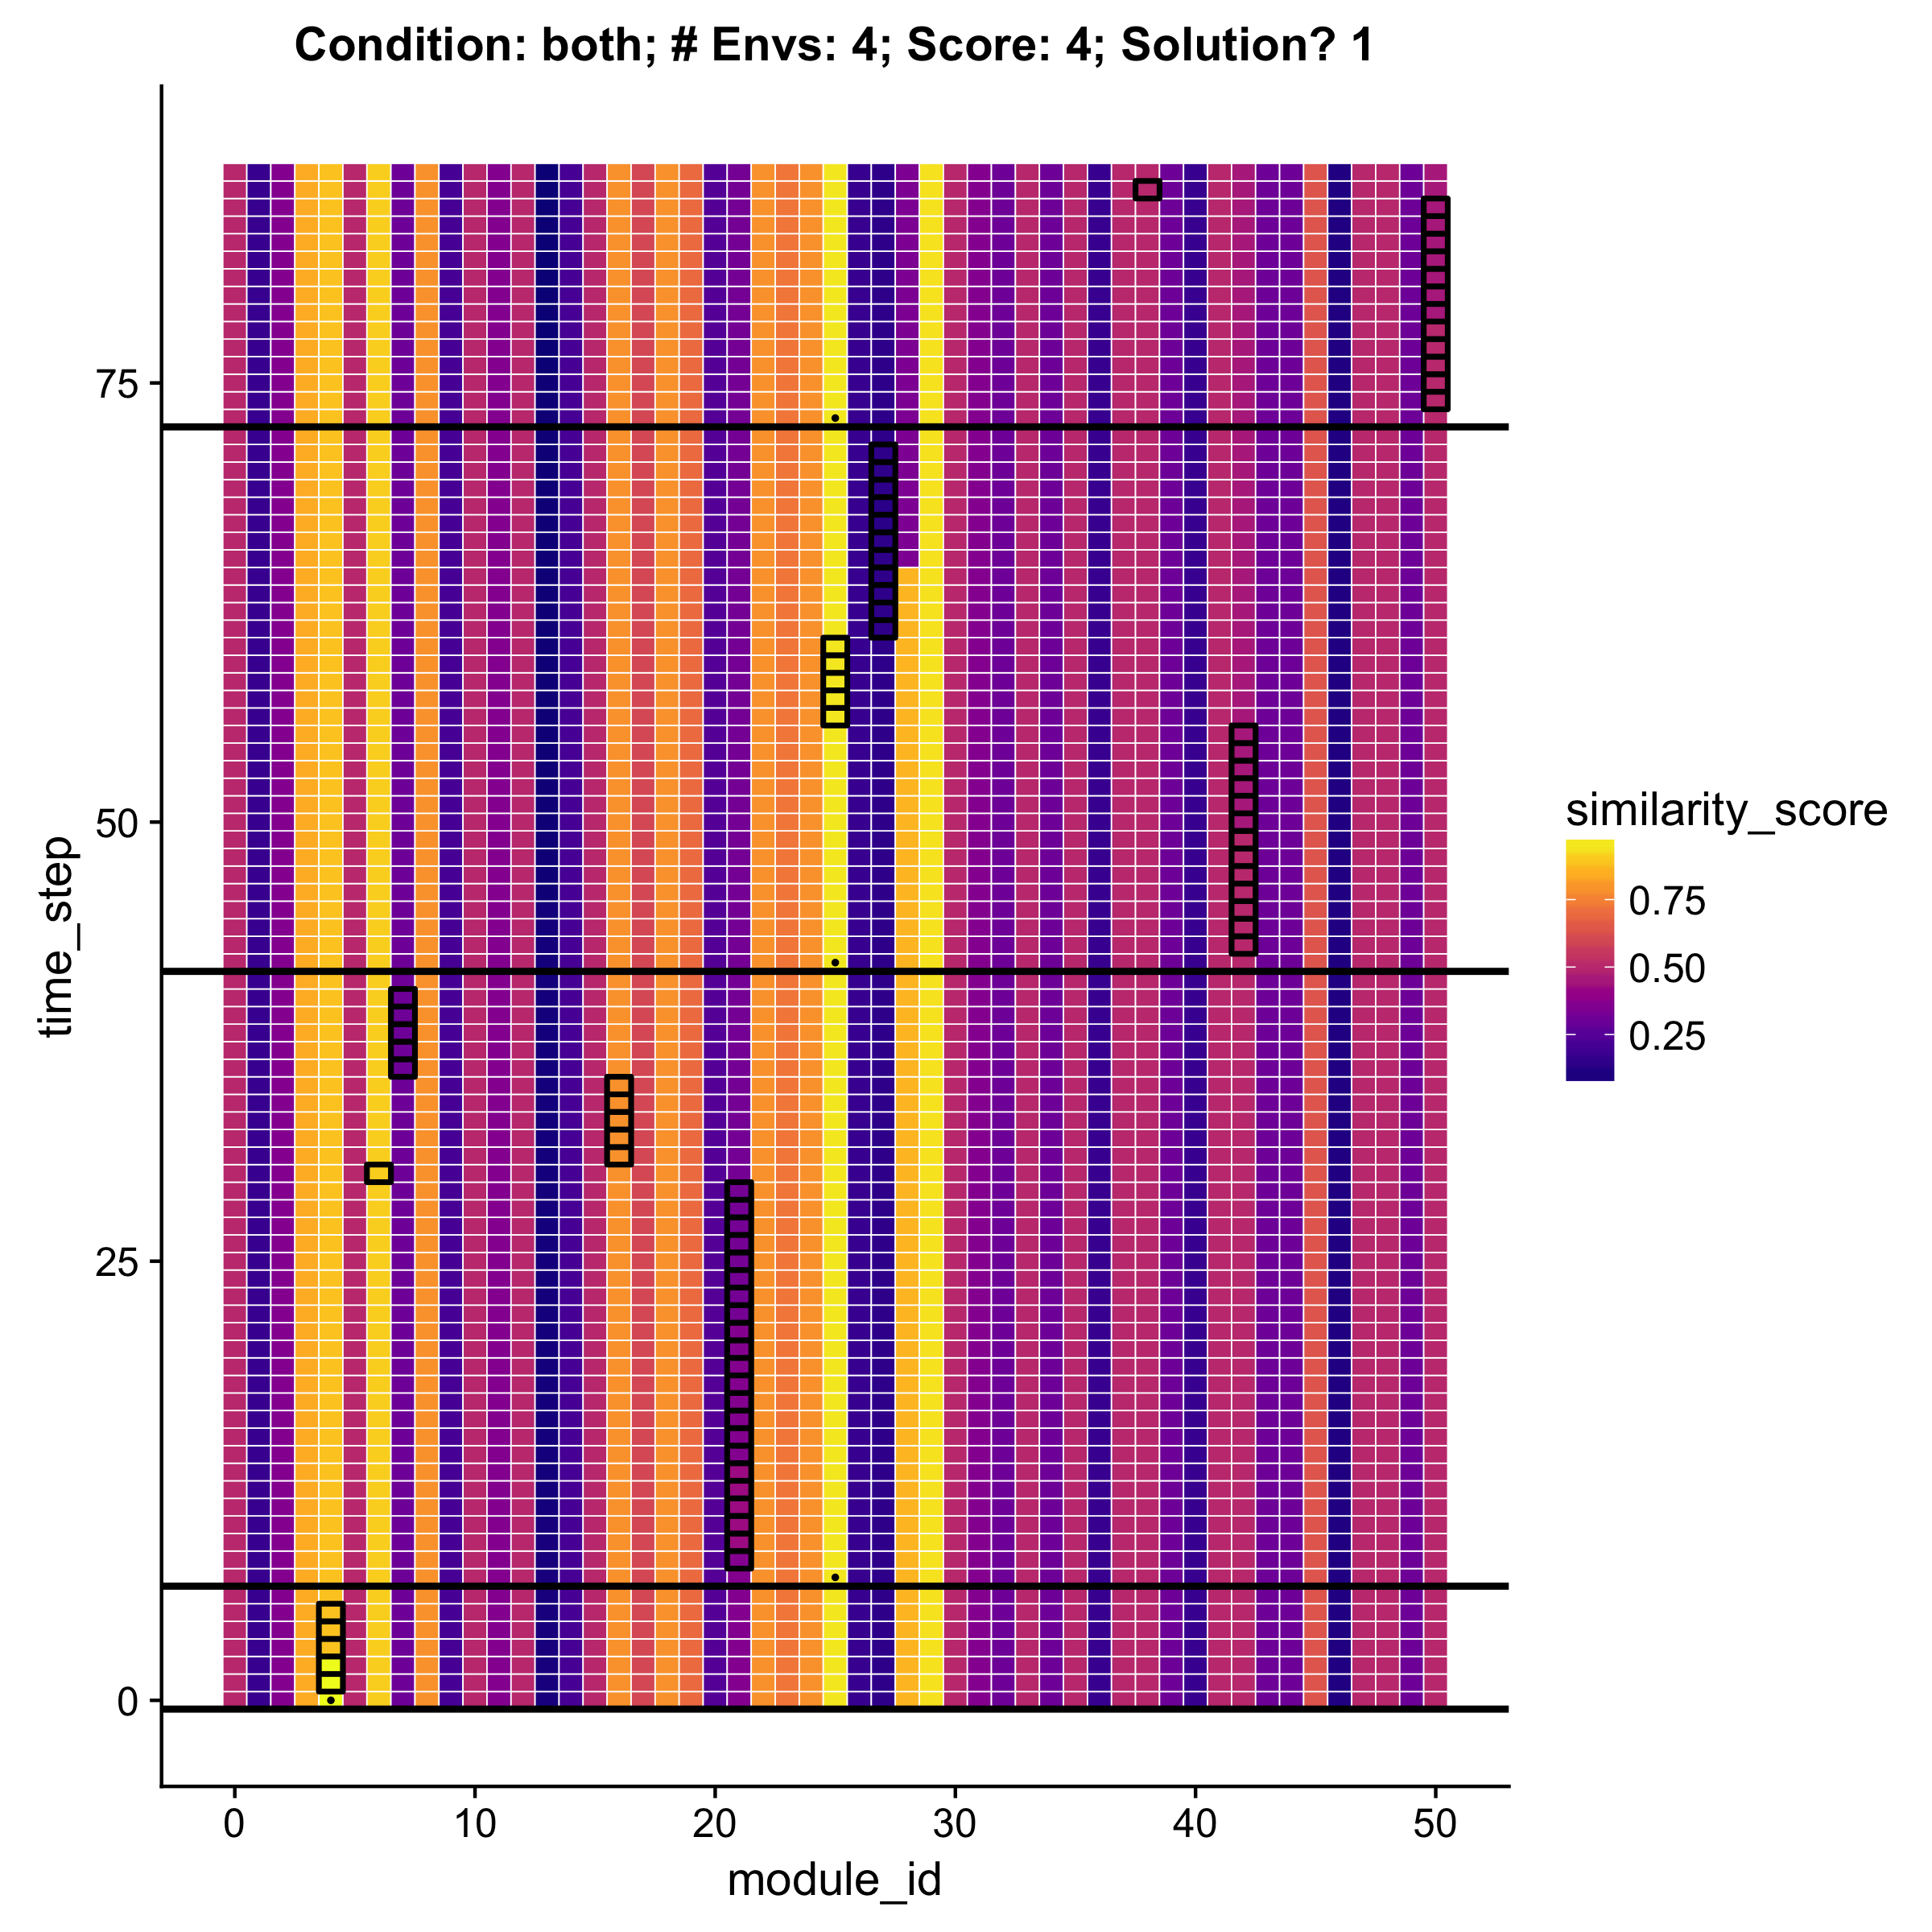 Condition: both; # Envs: 4; Score: 4; Solution? 1
75
50
25
0
time_step
0 10 20 30 40 50
module_id
similarity_score
0.75
0.50
0.25